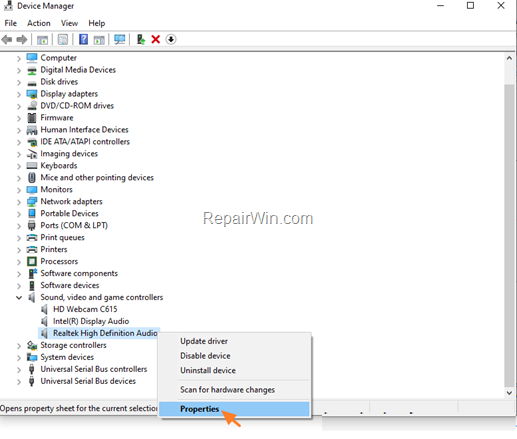 Device Manager
File Action View Help
Computer
Digital Media Devices
Disk drives
Display adapters
DVD/CD-ROM drives
Firmware
Human Interface Devices
IDE ATA/ATAPI controllers
Imaging devices
Keyboards
Mice and other pointing devices
Monitors
Network adapters
Portable Devices
Ports (COM & LPT)
Print queues
Printers
Processors
Software components
Software devices
Sound, video and game controllers
HD Webcam C615
Intel(R) Display Audio
Realtek High Definition Audio
Storage controllers
System devices
Universal Serial Bus controllers
Universal Serial Bus devices
RepairWin.com
Update driver
Disable device
Uninstall device
Scan for hardware changes
Properties
Opens property sheet for the current selection